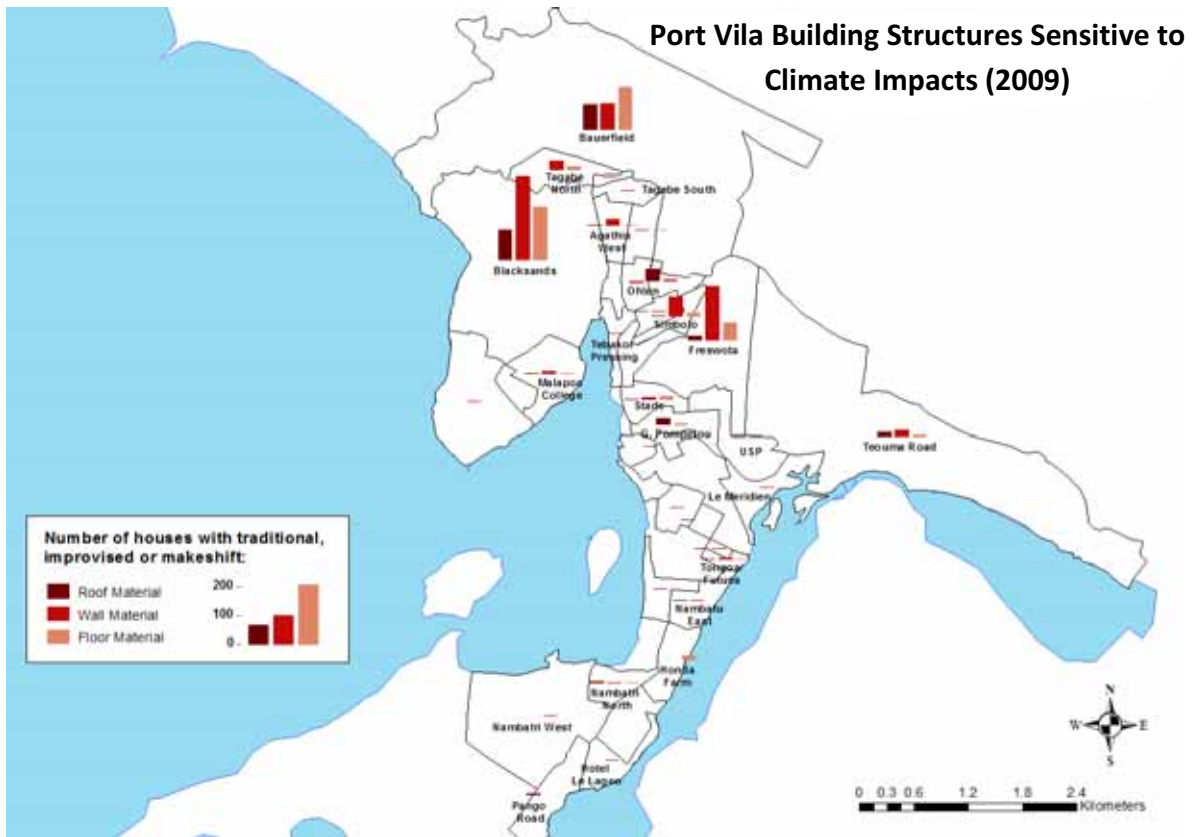 Port Vila Building Structures Sensitive to
Climate Impacts (2009)
Bauerfield
Tagabe
North
Tagabe South
Agathis
West
Blacksands
Ohlen
Simbolo
Freswota
Tebakor
Pressing
Malapoa
College
Stade
G. Pompidou
USP
Teouma Road
Le Meridien
Tongoa
Futuna
Nambatu
East
Ronda
Farm
Nambatri
North
Nambatri West
Hotel
Le Lagon
Pango
Road
Number of houses with traditional,
improvised or makeshift:
Roof Material
Wall Material
Floor Material
200
100
0
N
W
E
S
0 0.3 0.6 1.2 1.8 2.4
Kilometers